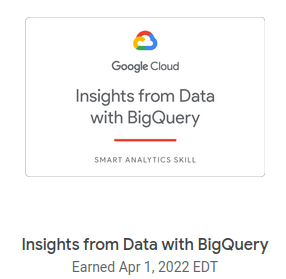 Google Cloud
Insights from Data
with BigQuery
SMART ANALYTICS SKILL
Insights from Data with BigQuery
Earned Apr 1, 2022 EDT